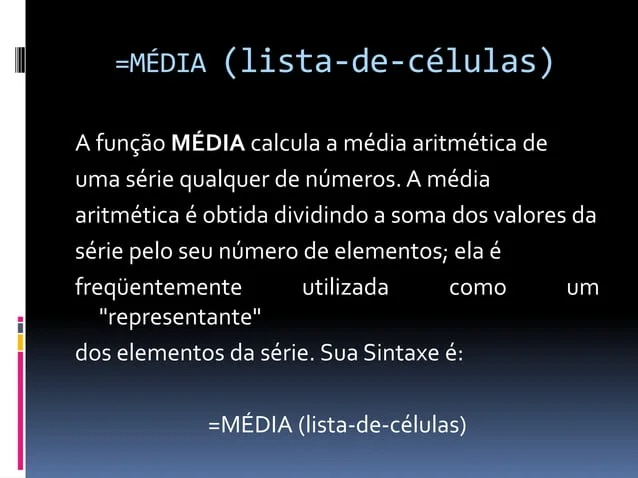 =MÉDIA (lista-de-células)
A função MÉDIA calcula a média aritmética de
uma série qualquer de números. A média
aritmética é obtida dividindo a soma dos valores da
série pelo seu número de elementos; ela é
freqüentemente utilizada como um
"representante"
dos elementos da série. Sua Sintaxe é:
=MÉDIA (lista-de-células)